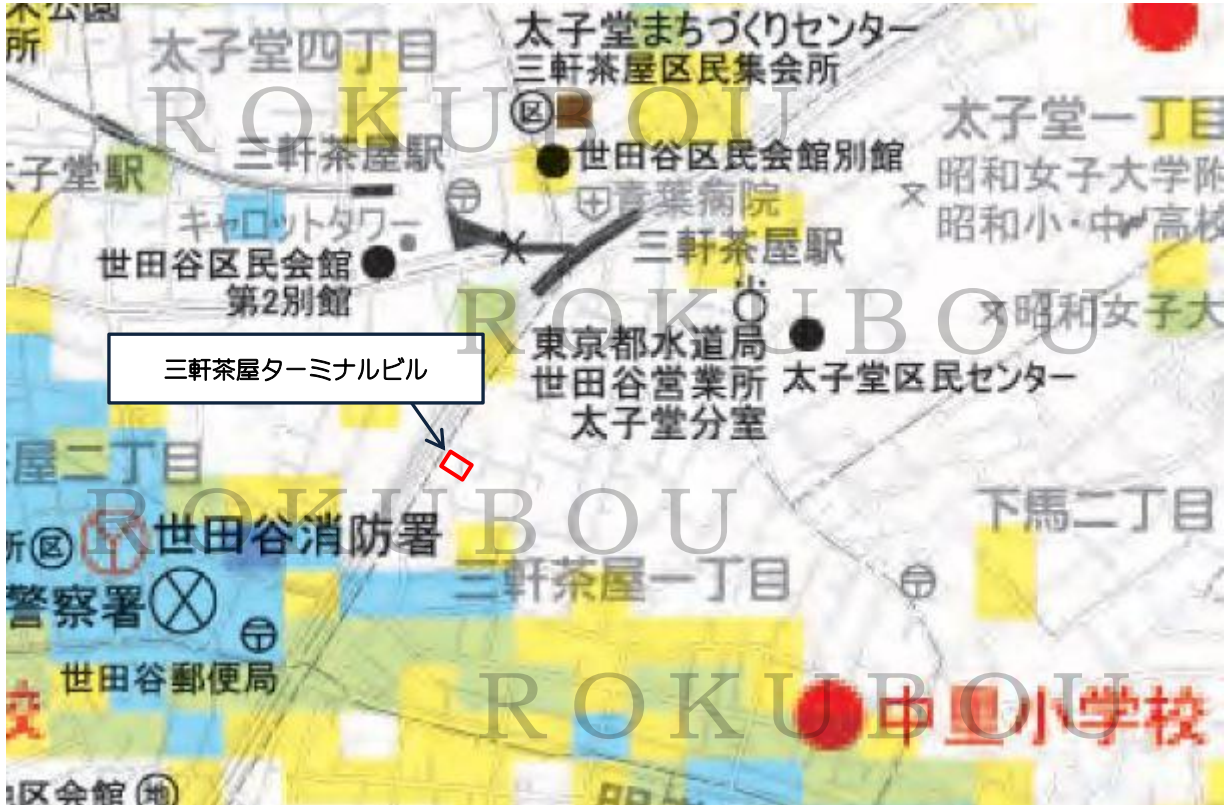 木公園
所
太子堂四丁目
太子堂まちづくりセンター
三軒茶屋区民集会所
区
ROKUBOU
太子堂一丁目
三軒茶屋駅
世田谷区民会館別館
子堂駅
昭和女子大学附
青葉病院
キャロットタワー
昭和小・中・高校
三軒茶屋駅
世田谷区民会館
第2別館
ROKUBOU
昭和女子大
東京都水道局
世田谷営業所
太子堂分室
太子堂区民センター
三軒茶屋ターミナルビル
屋二丁目
ROKUBOU
下馬二丁目
所区
世田谷消防署
三軒茶屋一丁目
警察署
世田谷郵便局
ROKUBOU
校
中里小学校
区会館
地